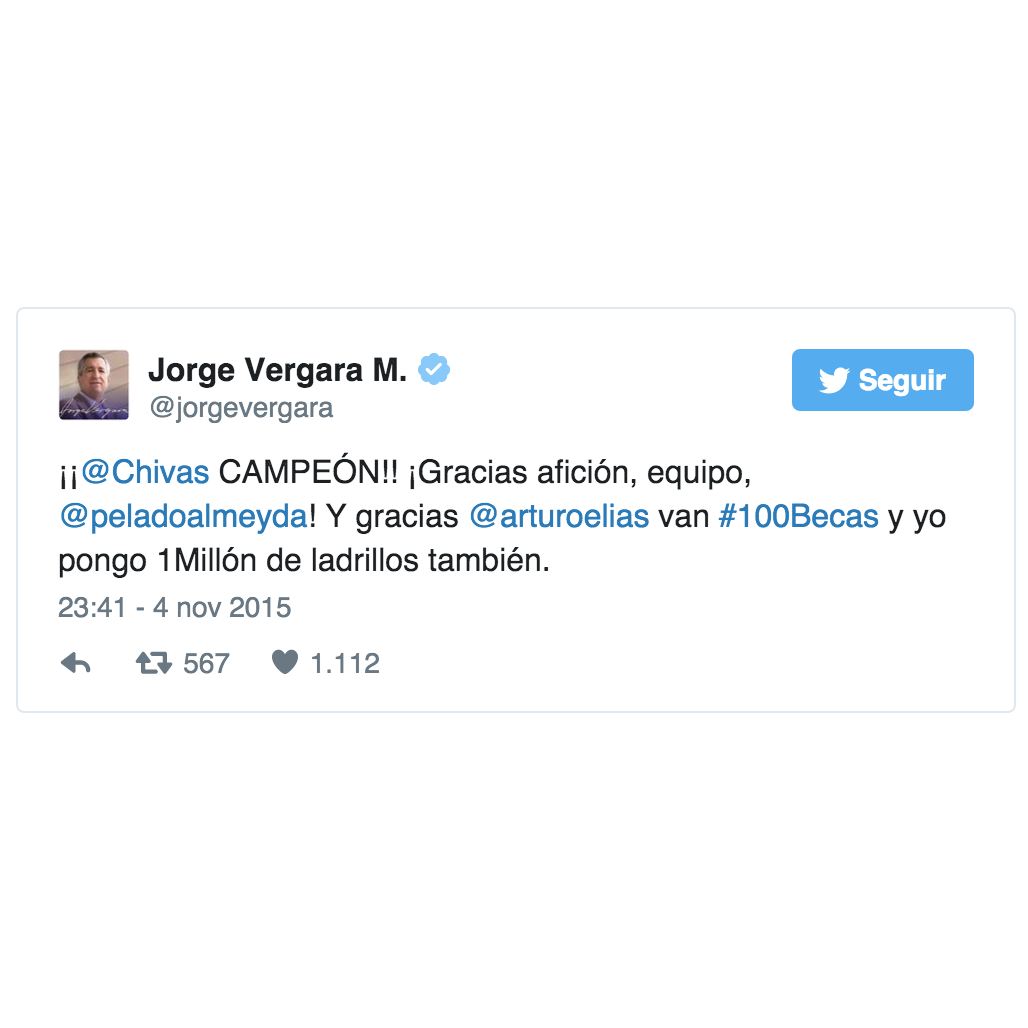 Jorge Vergara M.
@jorgevergara
Seguir
¡¡@Chivas CAMPEÓN!! ¡Gracias afición, equipo,
@peladoalmeyda! Y gracias @arturoelias van #100Becas y yo
pongo 1Millón de ladrillos también.
23:41 - 4 nov 2015
567 1.112